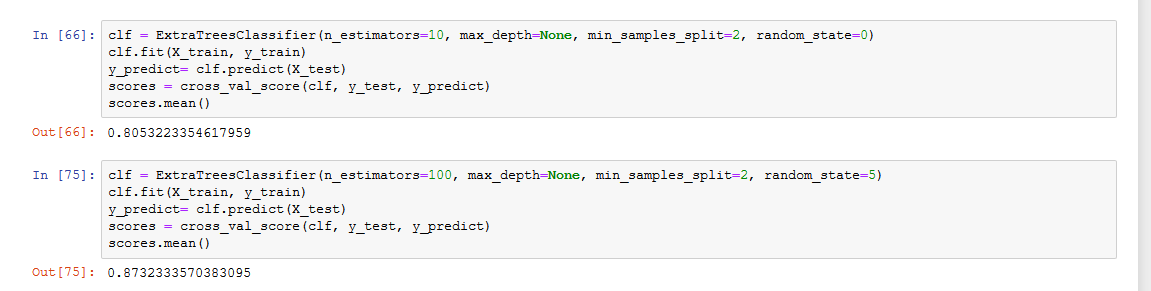 In [66]: clf = ExtraTreesClassifier(n_estimators=10, max_depth=None, min_samples_split=2, random_state=0)
clf.fit(X_train, y_train)
y_predict= clf.predict(X_test)
scores = cross_val_score(clf, y_test, y_predict)
scores.mean()
Out[66]: 0.8053223354617959
In [75]: clf = ExtraTreesClassifier(n_estimators=100, max_depth=None, min_samples_split=2, random_state=5)
clf.fit(X_train, y_train)
y_predict= clf.predict(X_test)
scores = cross_val_score(clf, y_test, y_predict)
scores.mean()
Out[75]: 0.8732333570383095